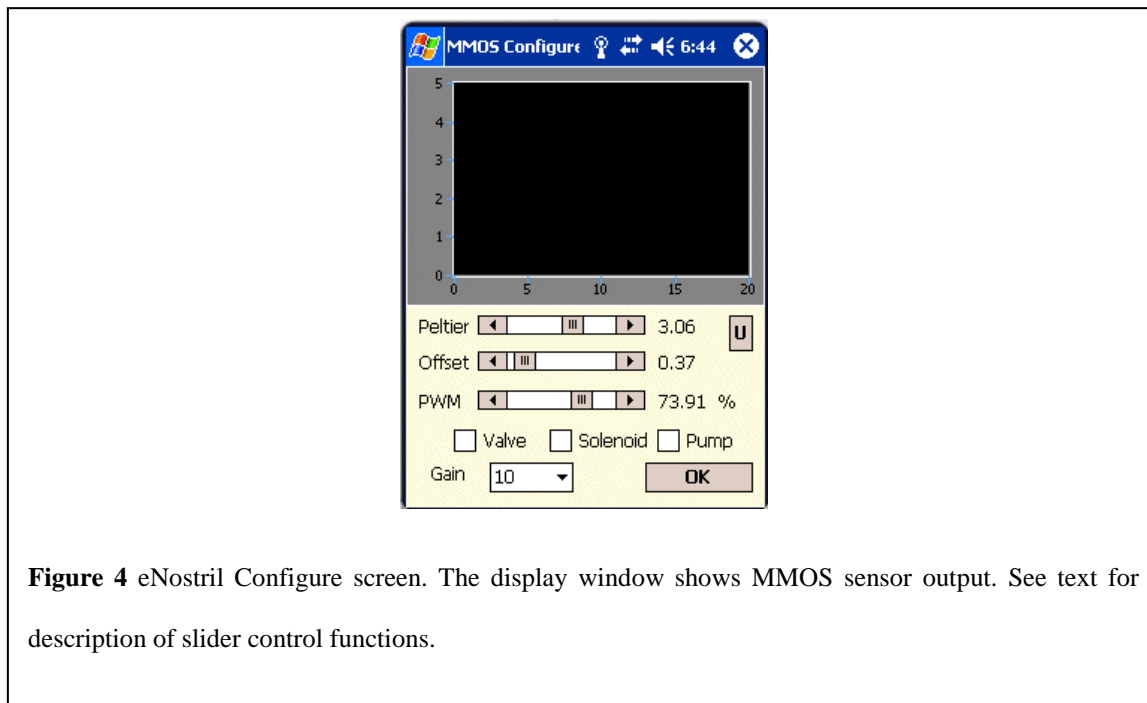 MMOS Configure 6:44
5
4
3
2
1
0
0 5 10 15 20
Peltier 3.06 U
Offset 0.37
PWM 73.91 %
Valve Solenoid Pump
Gain 10 OK
Figure 4 eNostril Configure screen. The display window shows MMOS sensor output. See text for
description of slider control functions.